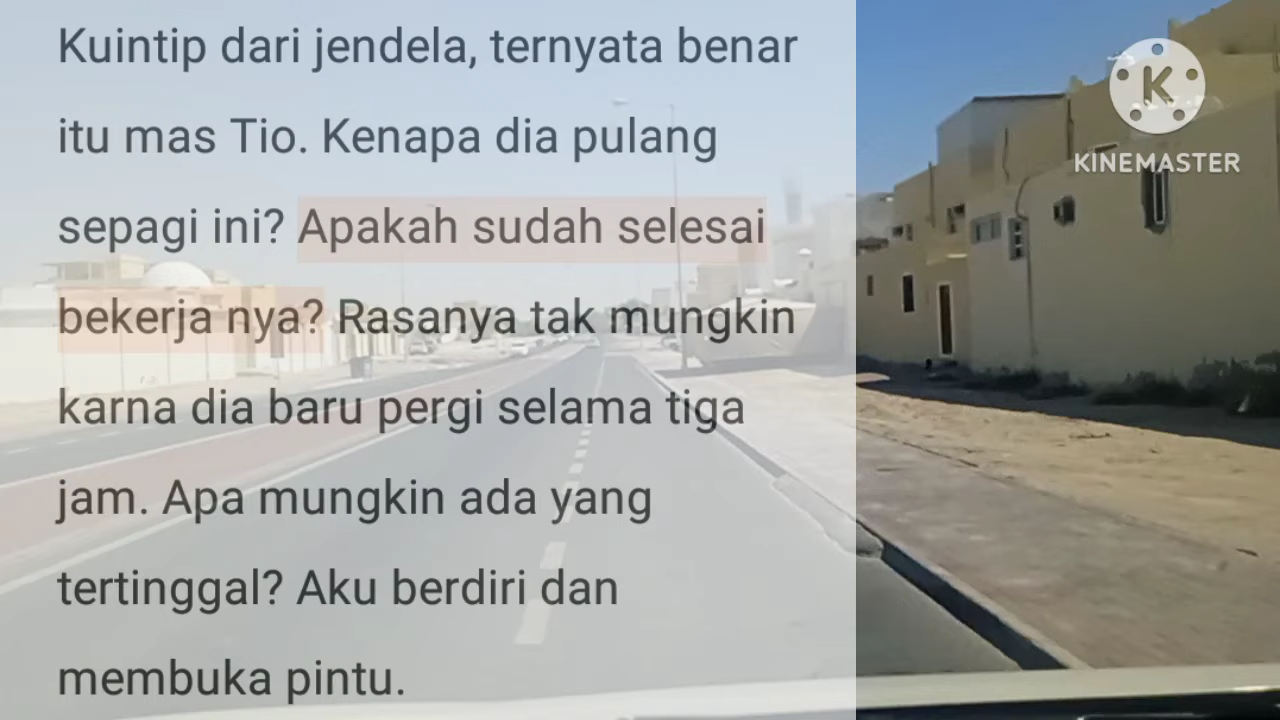 Kuintip dari jendela, ternyata benar
itu mas Tio. Kenapa dia pulang
sepagi ini? Apakah sudah selesai
bekerja nya? Rasanya tak mungkin
karna dia baru pergi selama tiga
jam. Apa mungkin ada yang
tertinggal? Aku berdiri dan
membuka pintu.
K
KINEMASTER